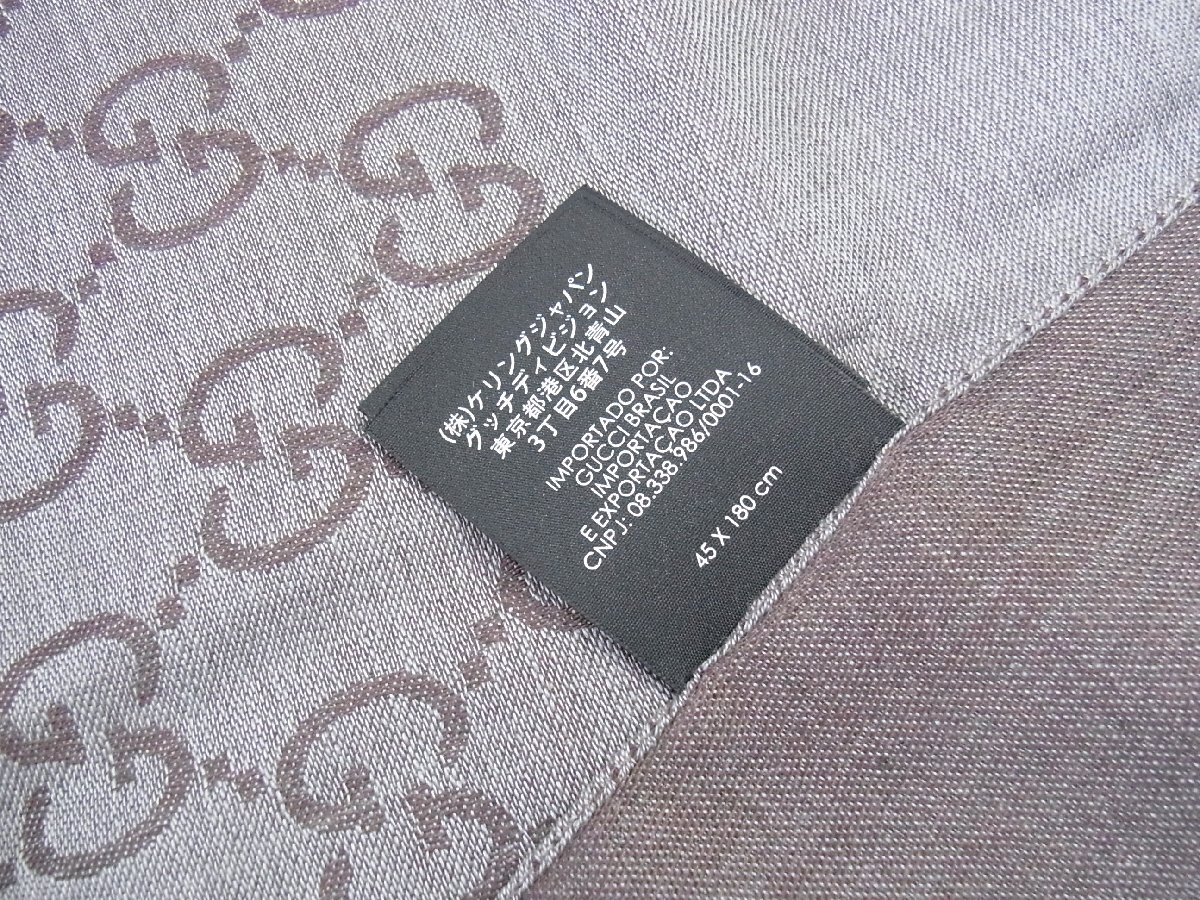 (株)ケリングジャパン
グッチディビジョン
東京都港区北青山
3丁目6番7号
IMPORTADO POR:
GUCCI BRASIL
IMPORTAÇAO
E EXPORTAÇAO LTDA
CNPJ: 08.338.986/0001-16
45 X 180 cm